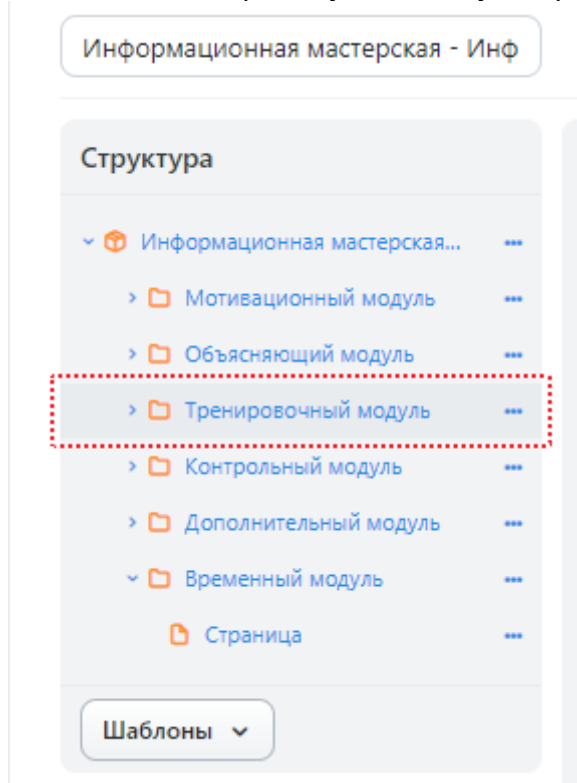 Информационная мастерская - Инф
Структура
Информационная мастерская...
Мотивационный модуль
Объясняющий модуль
Тренировочный модуль
Контрольный модуль
Дополнительный модуль
Временный модуль
Страница
Шаблоны